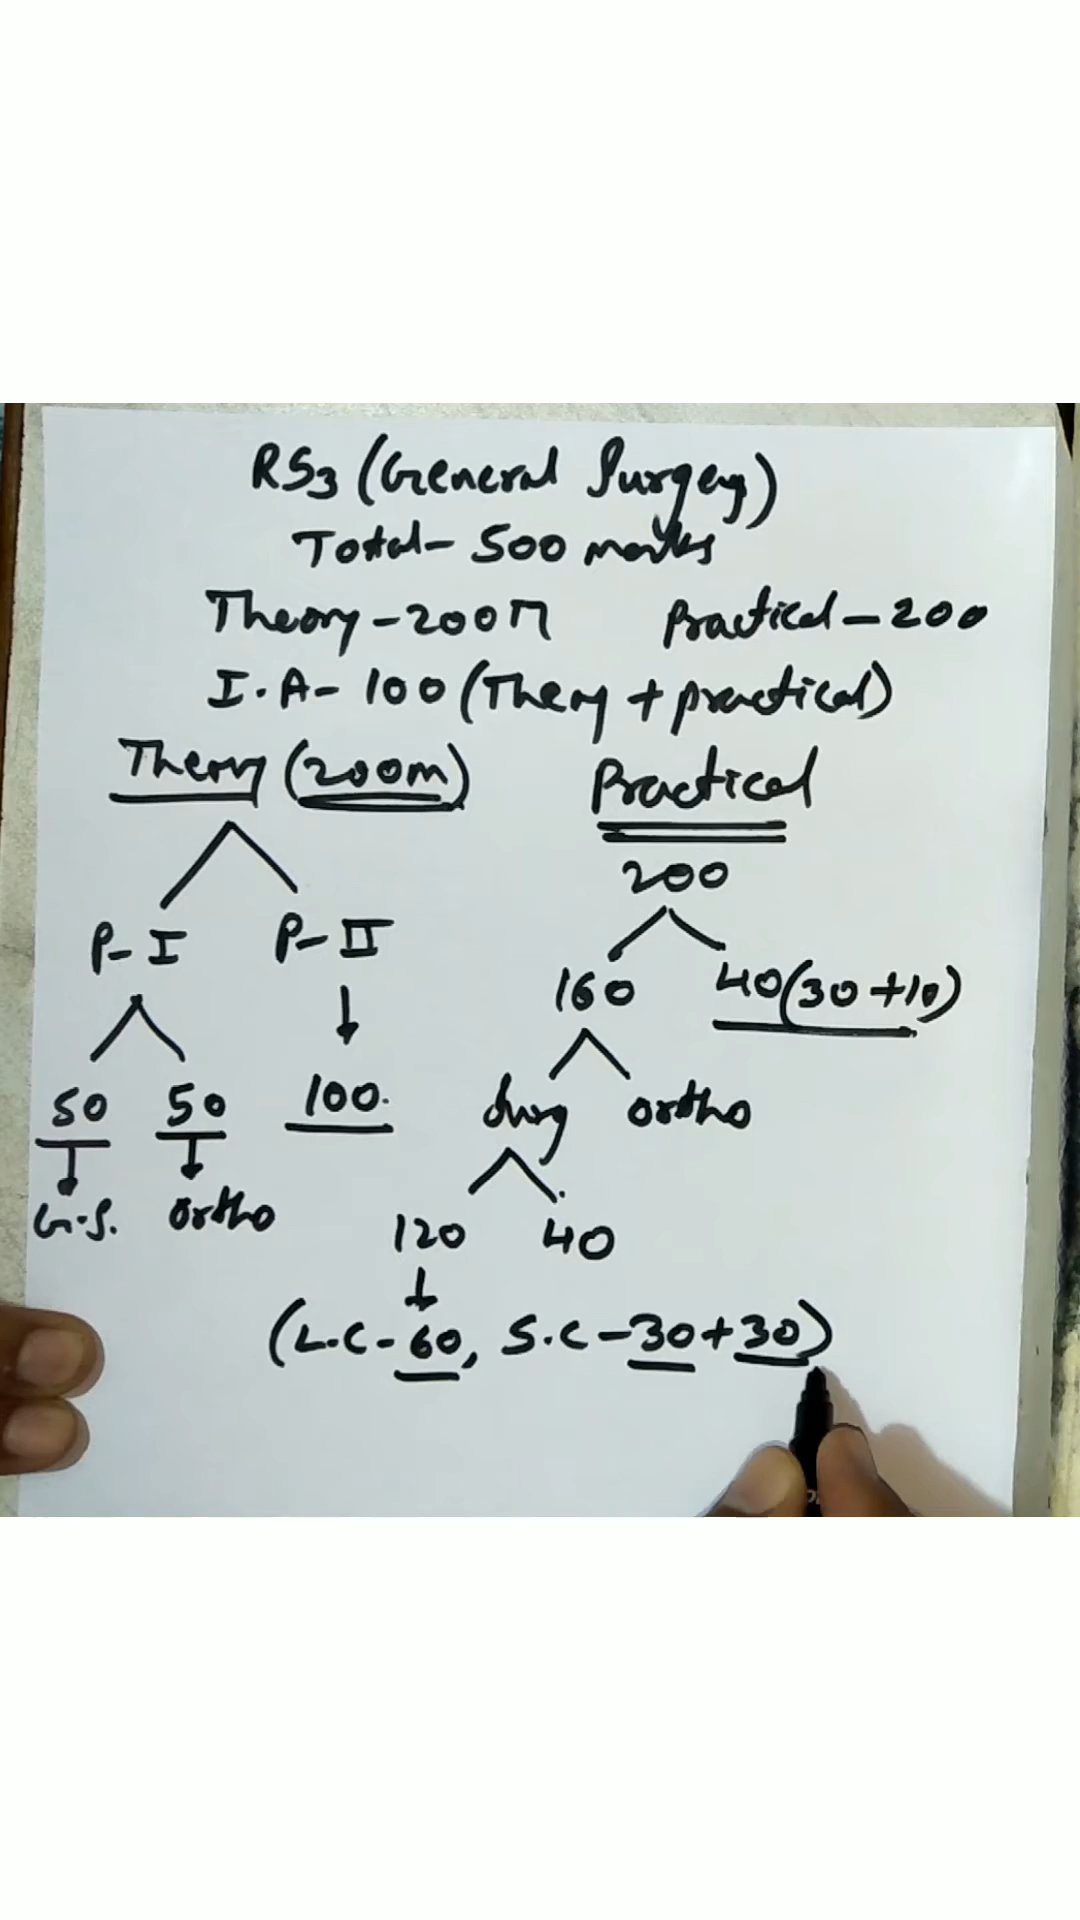 RS3 (General Surgery)
Total- 500 marks
Theory - 200M Practical - 200
I.A- 100 (Theory + practical)
Theory (200m) Practical
200
P- I P- II
160 40 (30 + 10)
50 50 100.
Surg ortho
G.S. ortho
120 40
(L.C - 60, S.C - 30 + 30)